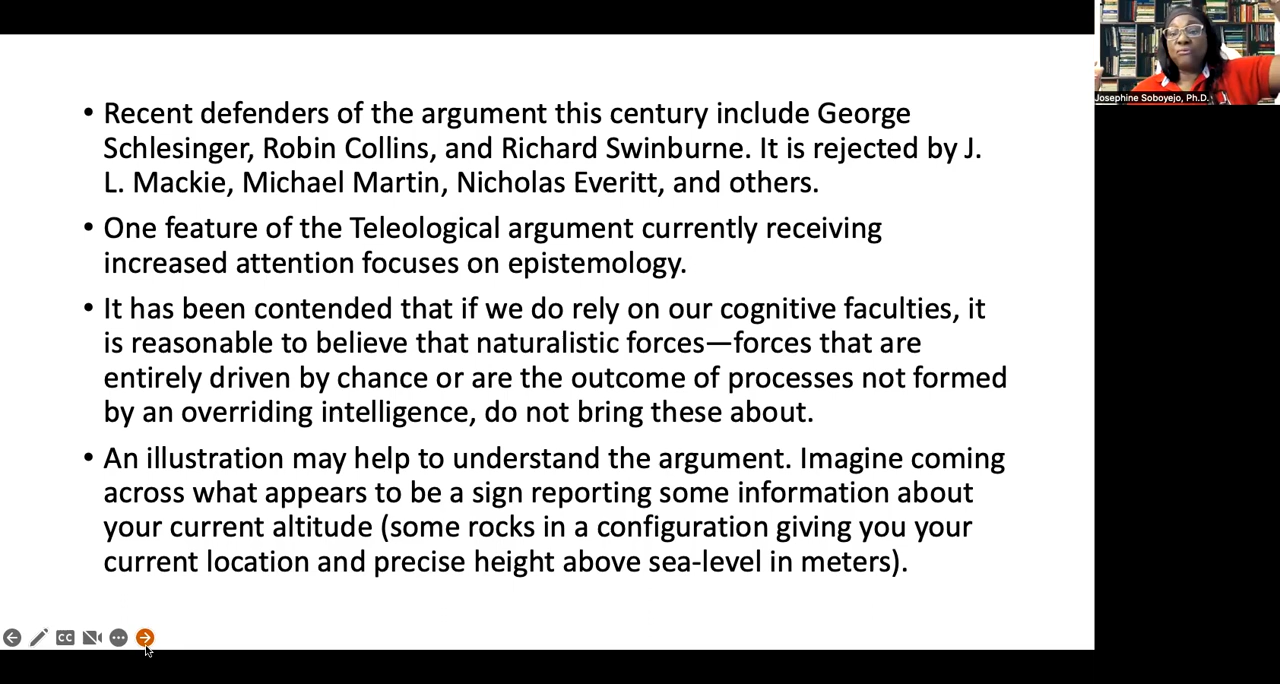 • Recent defenders of the argument this century include George
Schlesinger, Robin Collins, and Richard Swinburne. It is rejected by J.
L. Mackie, Michael Martin, Nicholas Everitt, and others.
• One feature of the Teleological argument currently receiving
increased attention focuses on epistemology.
• It has been contended that if we do rely on our cognitive faculties, it
is reasonable to believe that naturalistic forces—forces that are
entirely driven by chance or are the outcome of processes not formed
by an overriding intelligence, do not bring these about.
• An illustration may help to understand the argument. Imagine coming
across what appears to be a sign reporting some information about
your current altitude (some rocks in a configuration giving you your
current location and precise height above sea-level in meters).
CC
Josephine Soboyejo, Ph.D.